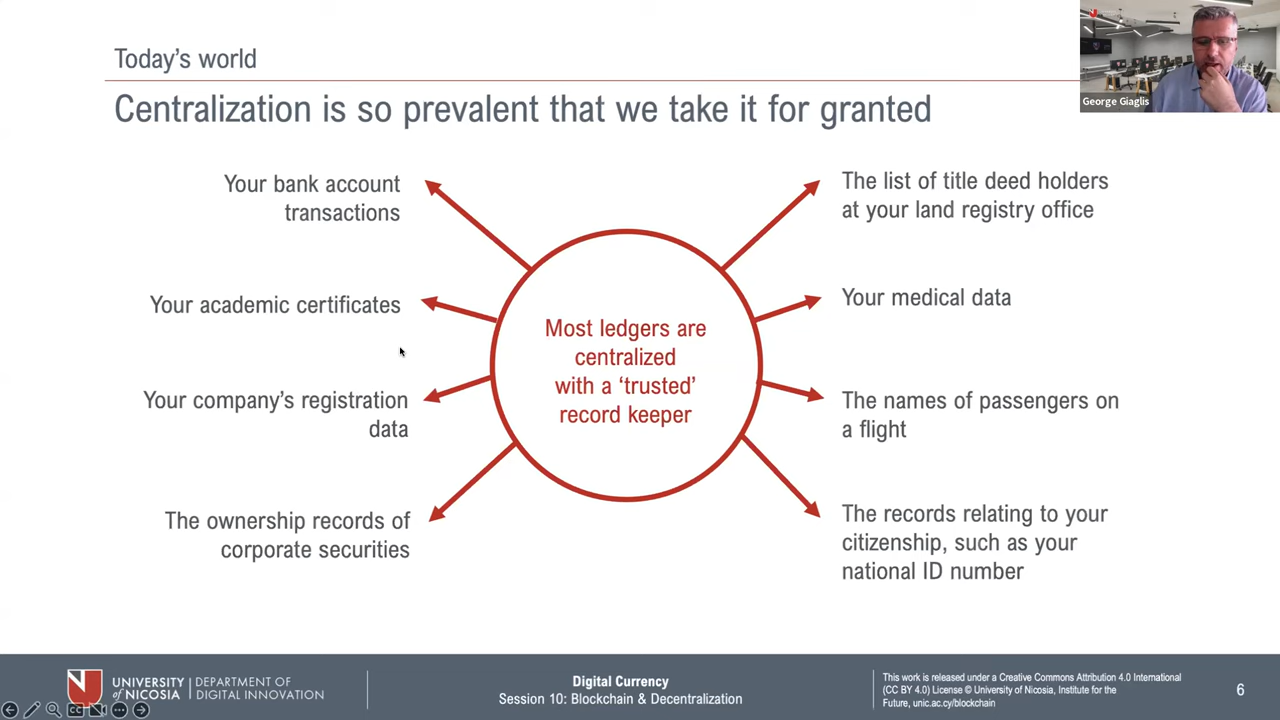 Today's world
Centralization is so prevalent that we take it for granted
George Giaglis
Your bank account
transactions
Your academic certificates
Your company's registration
data
The ownership records of
corporate securities
Most ledgers are
centralized
with a ‘trusted’
record keeper
The list of title deed holders
at your land registry office
Your medical data
The names of passengers on
a flight
The records relating to your
citizenship, such as your
national ID number
UNIVERSITY
of NICOSIA
DEPARTMENT OF
DIGITAL INNOVATION
Digital Currency
Session 10: Blockchain & Decentralization
This work is released under a Creative Commons Attribution 4.0 International
(CC BY 4.0) License © University of Nicosia, Institute for the
Future, unic.ac.cy/blockchain
6